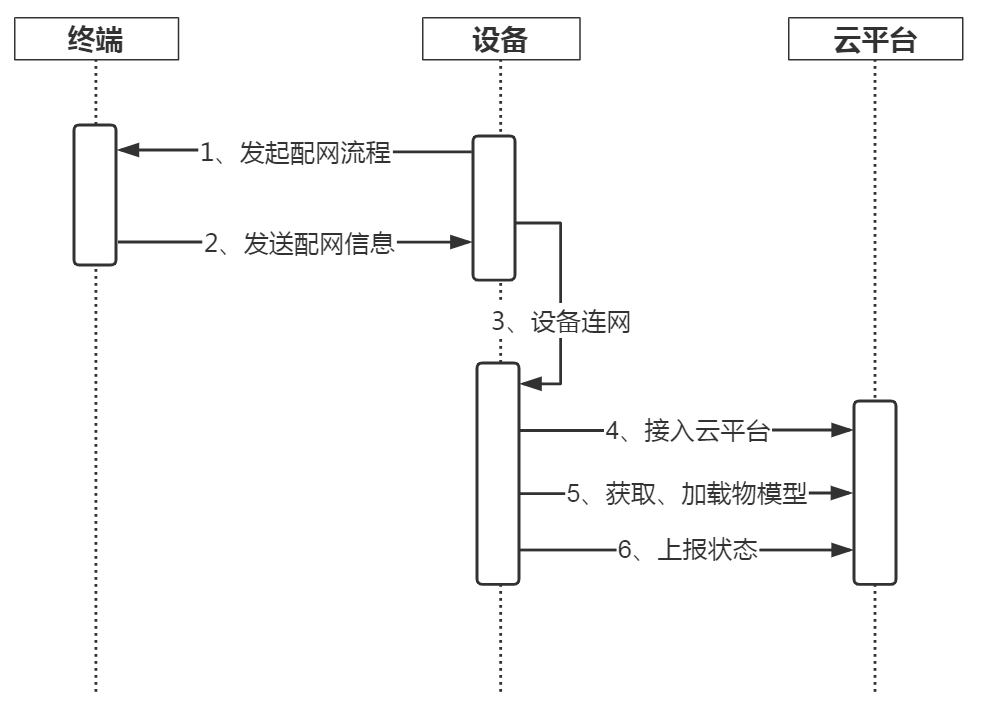 终端
设备
云平台
1、发起配网流程
2、发送配网信息
3、设备连网
4、接入云平台
5、获取、加载物模型
6、上报状态